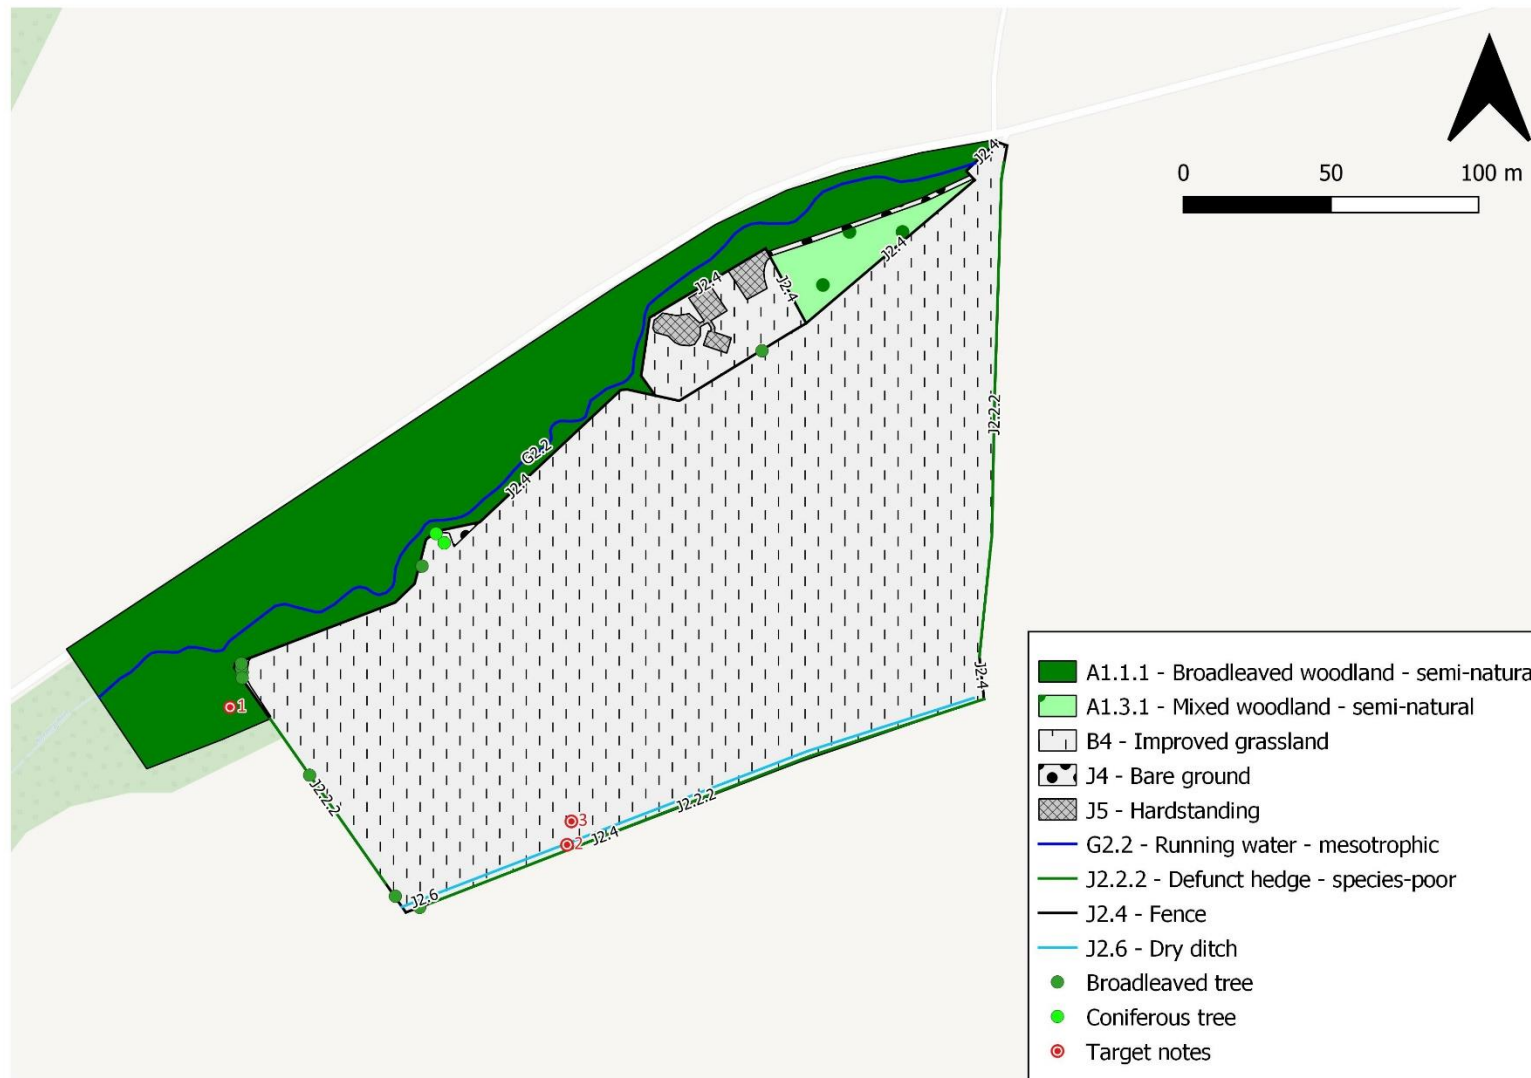 J2.4
0 50 100 m
J2.4
J2.4
J2.4
J2.2.2
G2.2
J2.4
J2.4
1
J2.2.2
J2.2.2
3
J2.4
2
J2.6
A1.1.1 - Broadleaved woodland - semi-natura
A1.3.1 - Mixed woodland - semi-natural
B4 - Improved grassland
J4 - Bare ground
J5 - Hardstanding
G2.2 - Running water - mesotrophic
J2.2.2 - Defunct hedge - species-poor
J2.4 - Fence
J2.6 - Dry ditch
Broadleaved tree
Coniferous tree
Target notes